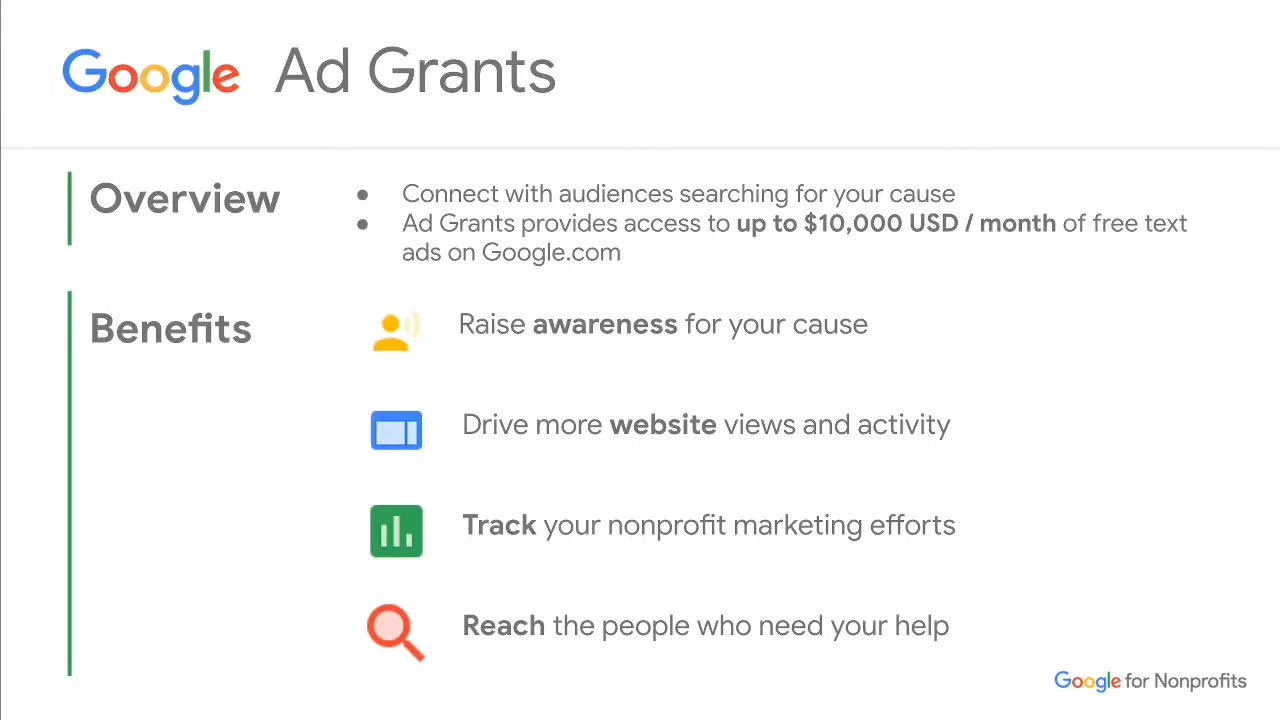 Google Ad Grants
Overview
● Connect with audiences searching for your cause
● Ad Grants provides access to up to $10,000 USD / month of free text
ads on Google.com
Benefits
Raise awareness for your cause
Drive more website views and activity
Track your nonprofit marketing efforts
Reach the people who need your help
Google for Nonprofits